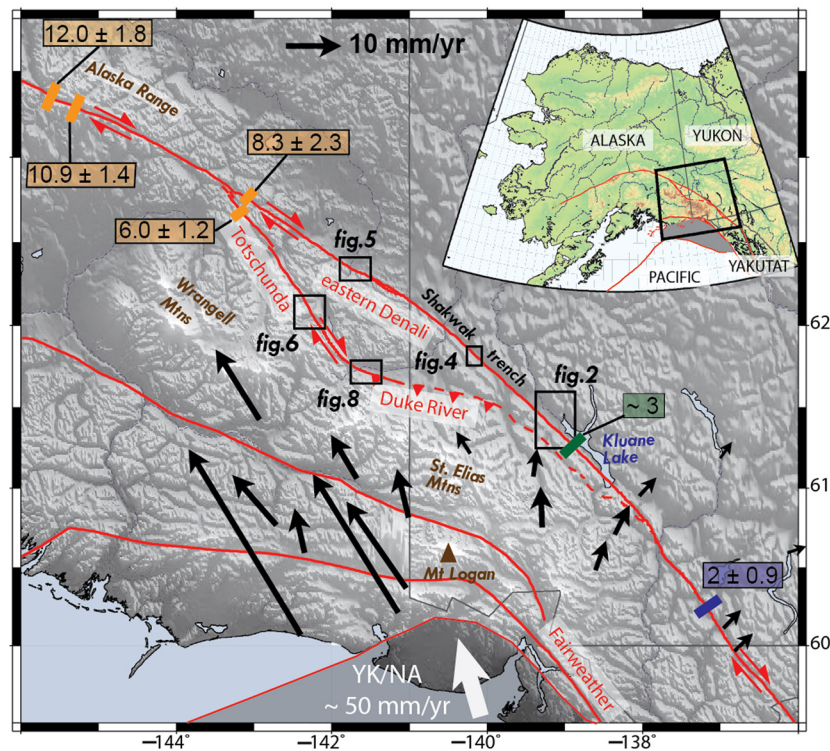 12.0 ± 1.8
10 mm/yr
Alaska Range
10.9 ± 1.4
8.3 ± 2.3
6.0 ± 1.2
ALASKA
YUKON
PACIFIC
YAKUTAT
Totschunda
fig.5
eastern Denali
Wrangell
Mtns
fig.6
Shakwak
trench
fig.4
fig.8
Duke River
fig.2
~ 3
Kluane
Lake
St. Elias
Mtns
Mt Logan
2 ± 0.9
Fairweather
YK/NA
~ 50 mm/yr
62
61
60
−144
−142
−140
−138